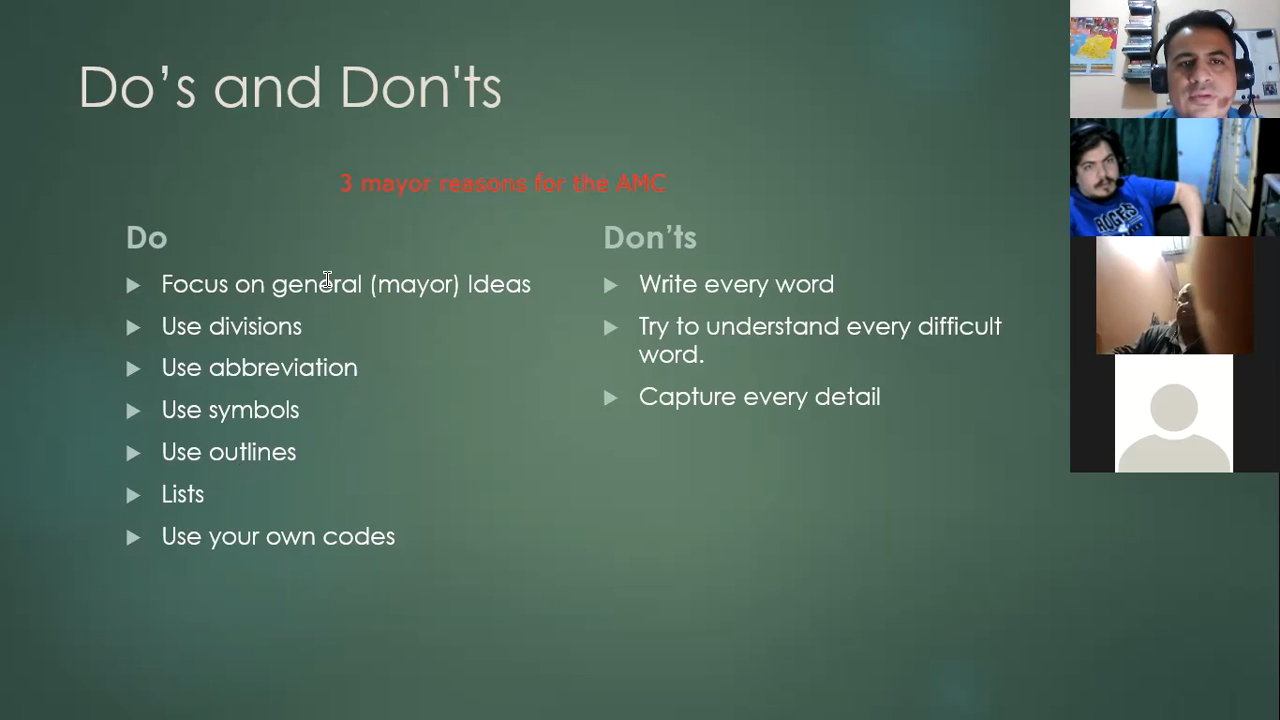 Do’s and Don'ts
3 mayor reasons for the AMC
Do
Focus on general (mayor) Ideas
Use divisions
Use abbreviation
Use symbols
Use outlines
Lists
Use your own codes
Don’ts
Write every word
Try to understand every difficult
word.
Capture every detail